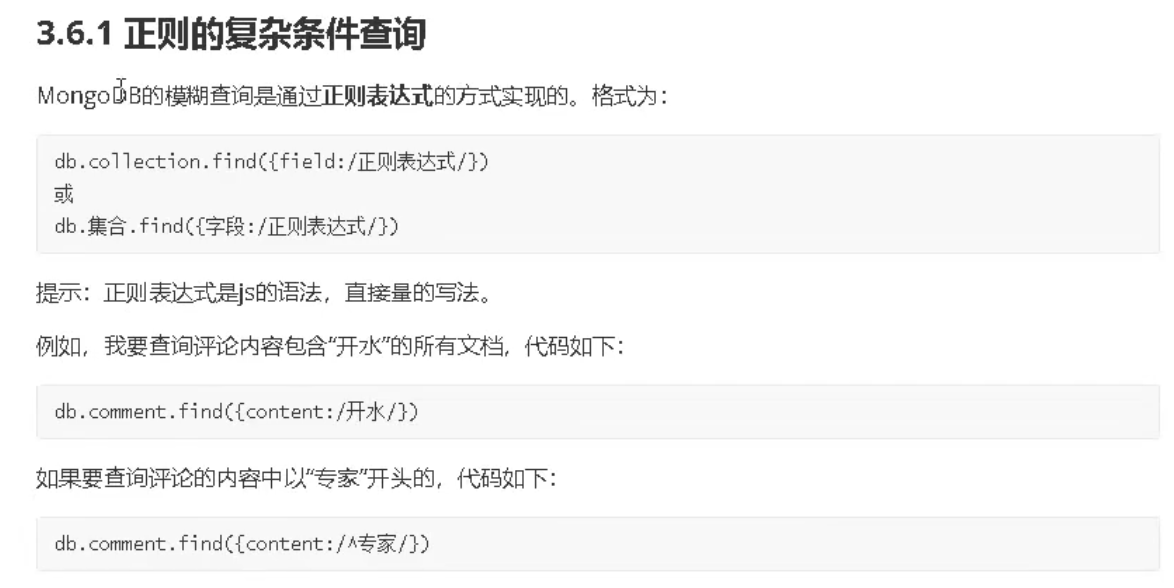 3.6.1 正则的复杂条件查询
MongoDB的模糊查询是通过正则表达式的方式实现的。格式为：
db.collection.find({field:/正则表达式/})
或
db.集合.find({字段:/正则表达式/})
提示：正则表达式是js的语法，直接量的写法。
例如，我要查询评论内容包含“开水”的所有文档，代码如下：
db.comment.find({content:/开水/})
如果要查询评论的内容中以“专家”开头的，代码如下：
db.comment.find({content:/^专家/})